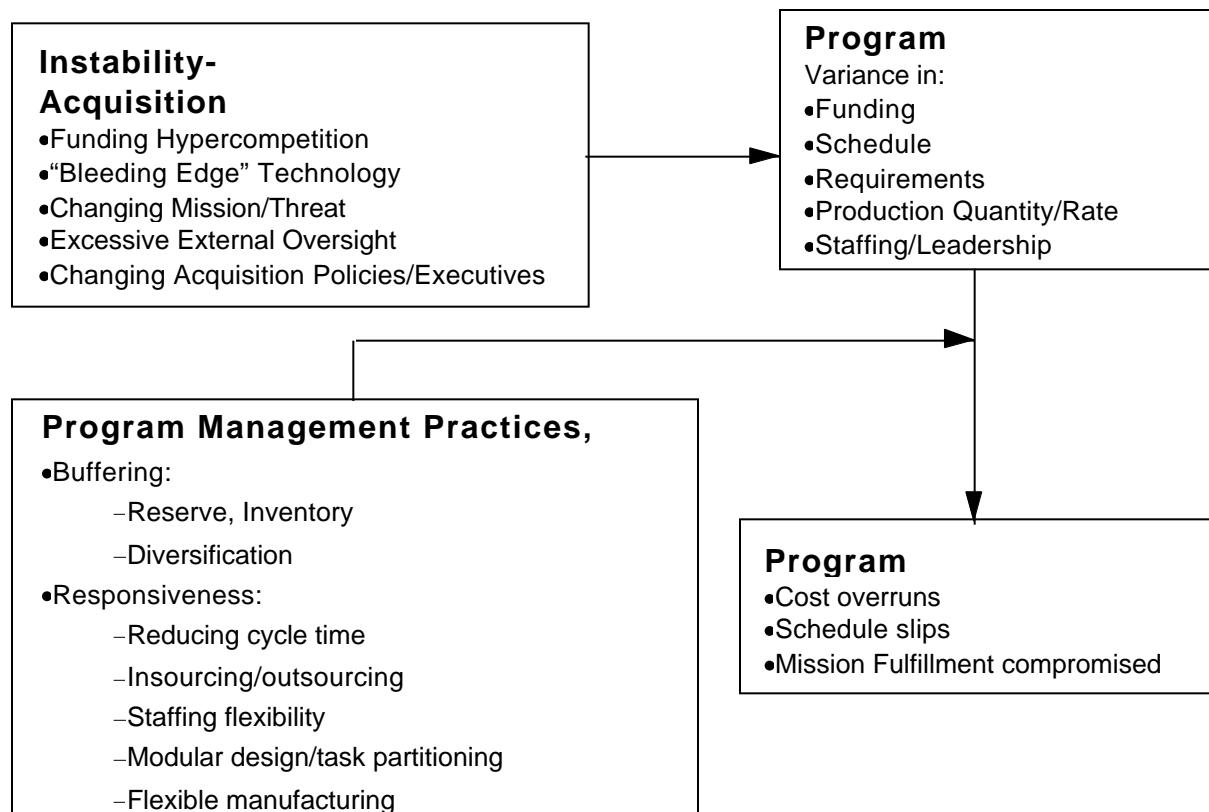 Instability-
Acquisition
•Funding Hypercompetition
•“Bleeding Edge” Technology
•Changing Mission/Threat
•Excessive External Oversight
•Changing Acquisition Policies/Executives
Program
Variance in:
•Funding
•Schedule
•Requirements
•Production Quantity/Rate
•Staffing/Leadership
Program Management Practices,
•Buffering:
–Reserve, Inventory
–Diversification
•Responsiveness:
–Reducing cycle time
–Insourcing/outsourcing
–Staffing flexibility
–Modular design/task partitioning
–Flexible manufacturing
Program
•Cost overruns
•Schedule slips
•Mission Fulfillment compromised